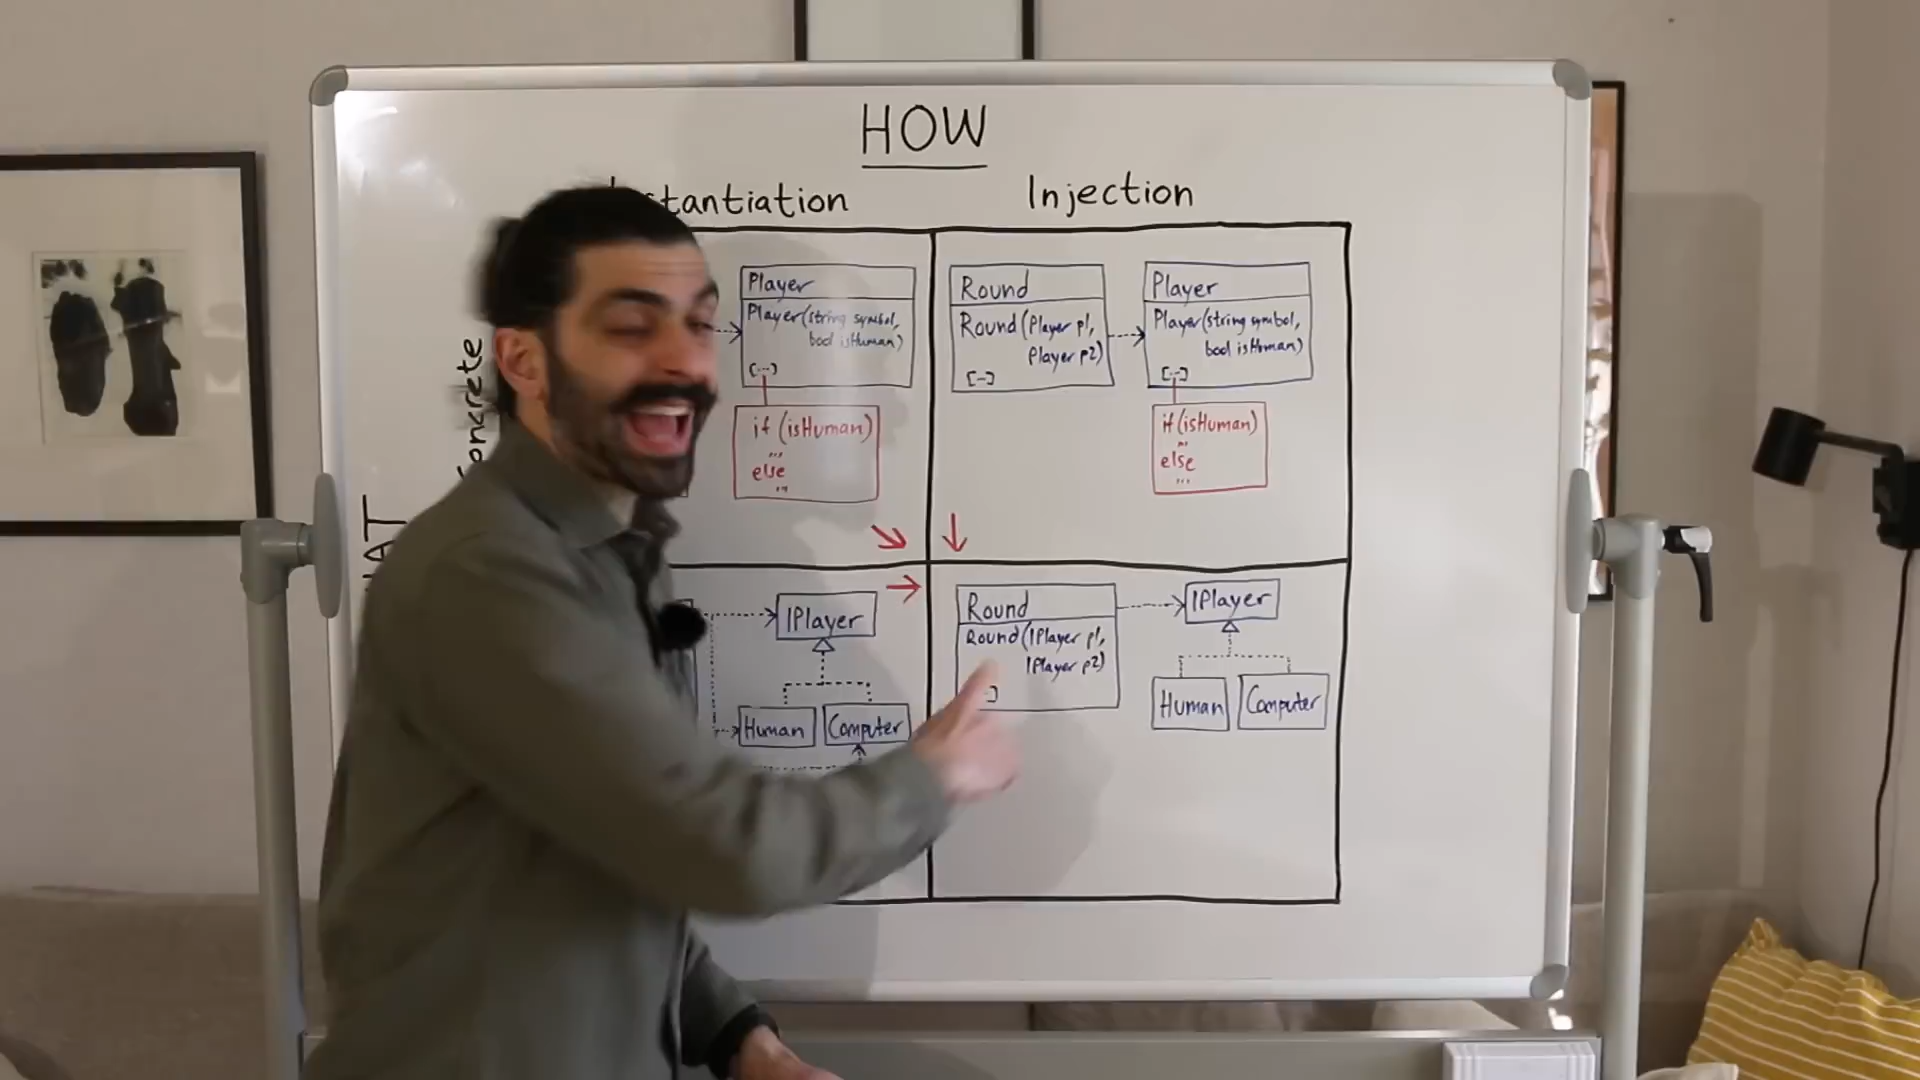 HOW
Injection
Player
Player(string symbol,
bool isHuman)
[...]
if (isHuman)
...
else
...
Round
Round(Player p1,
Player p2)
[...]
Player
Player(string symbol,
bool isHuman)
[...]
if (isHuman)
...
else
...
IPlayer
Human
Computer
Round
Round(IPlayer p1,
IPlayer p2)
IPlayer
Human
Computer